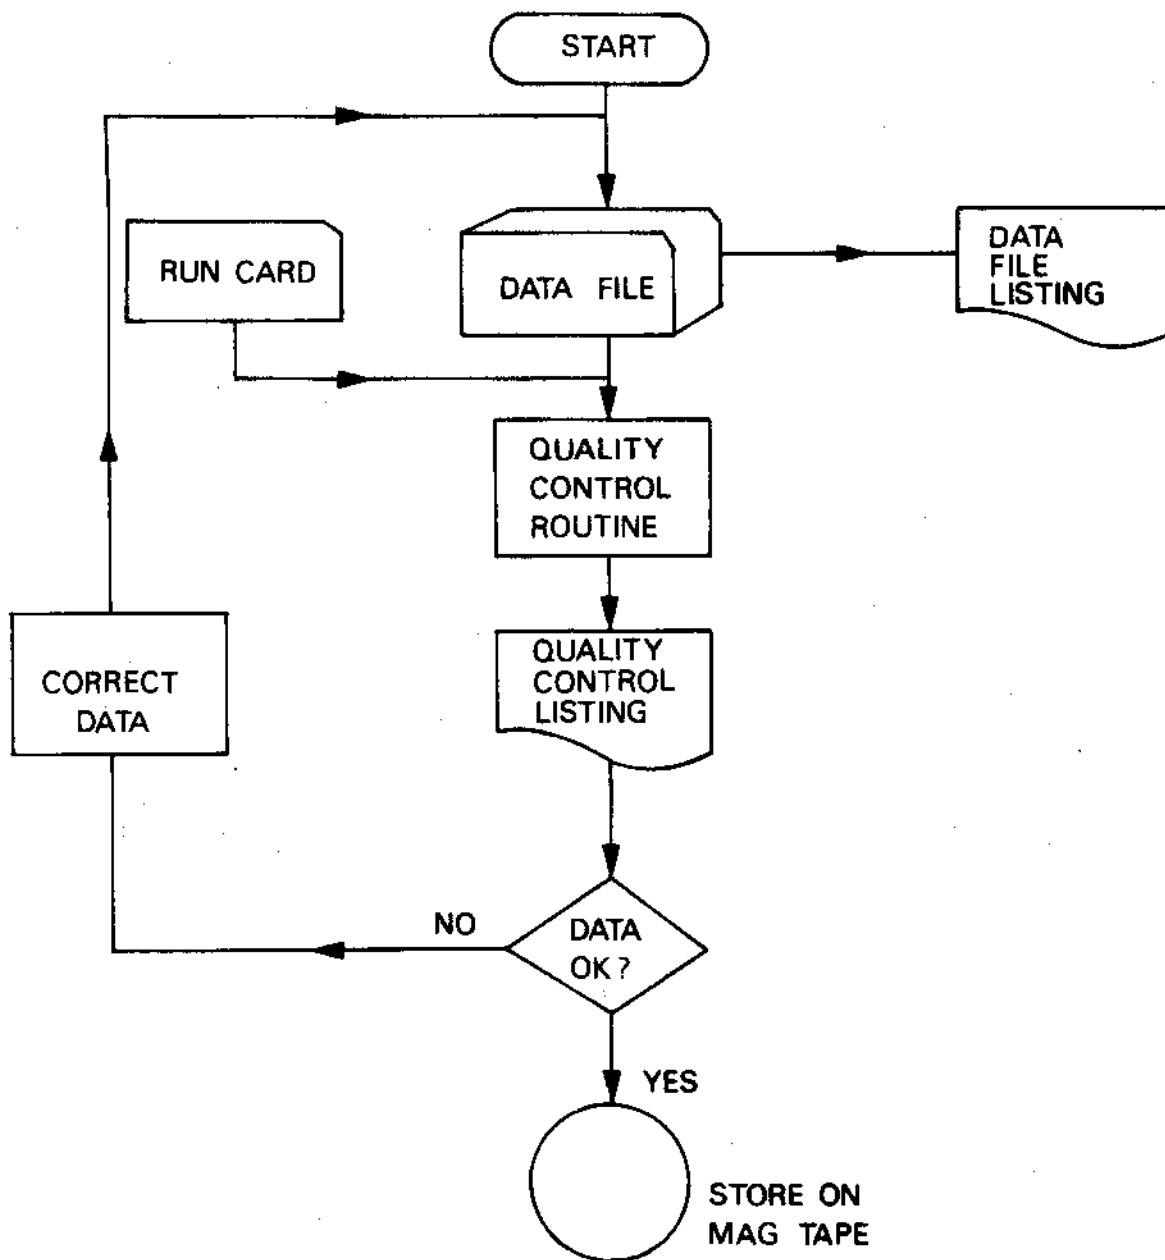 START
RUN CARD
DATA FILE
DATA
FILE
LISTING
QUALITY
CONTROL
ROUTINE
QUALITY
CONTROL
LISTING
CORRECT
DATA
NO
DATA
OK?
YES
STORE ON
MAG TAPE